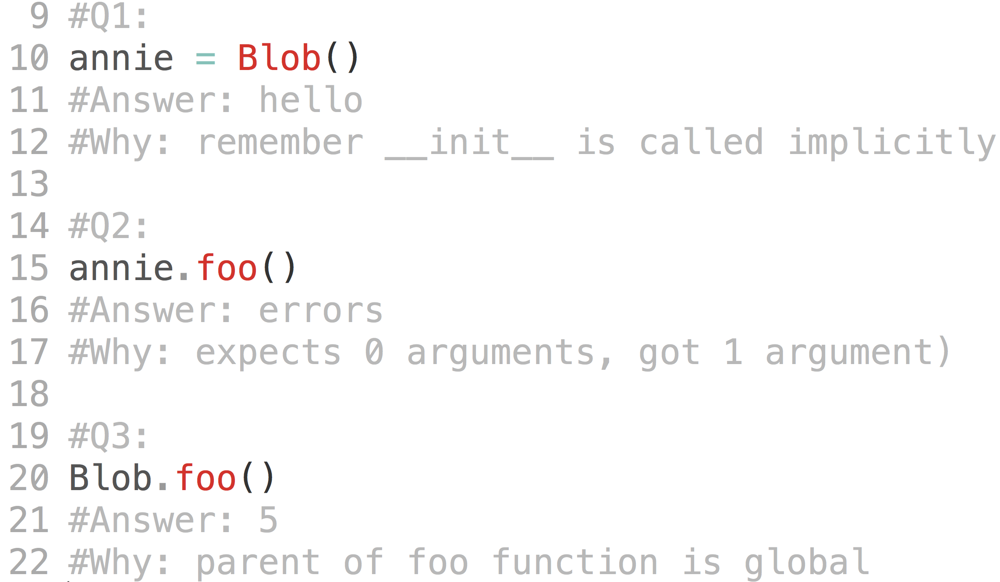 9 #Q1:
10 annie = Blob()
11 #Answer: hello
12 #Why: remember __init__ is called implicitly
13
14 #Q2:
15 annie.foo()
16 #Answer: errors
17 #Why: expects 0 arguments, got 1 argument)
18
19 #Q3:
20 Blob.foo()
21 #Answer: 5
22 #Why: parent of foo function is global